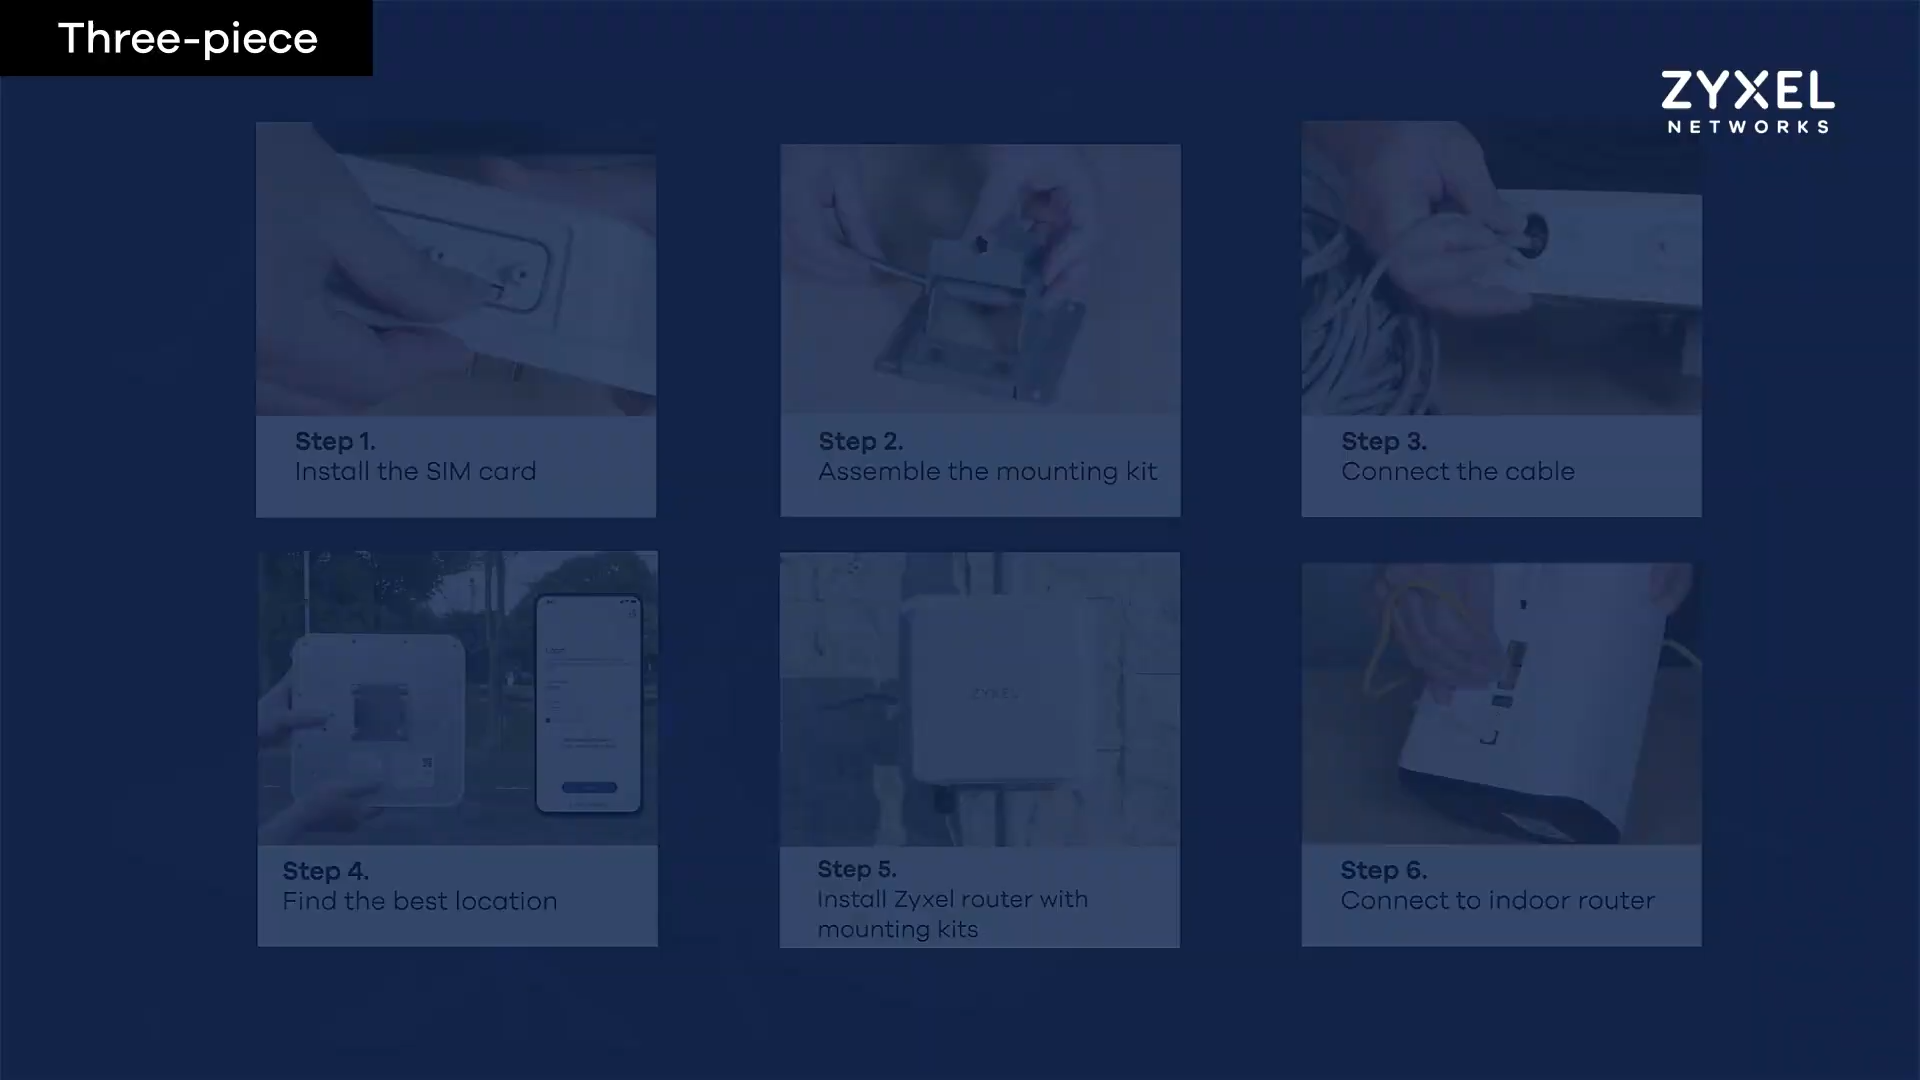 Three-piece
ZYXEL
NETWORKS
Step 1.
Install the SIM card
Step 2.
Assemble the mounting kit
Step 3.
Connect the cable
ZYXEL
Step 4.
Find the best location
Step 5.
Install Zyxel router with
mounting kits
Step 6.
Connect to indoor router